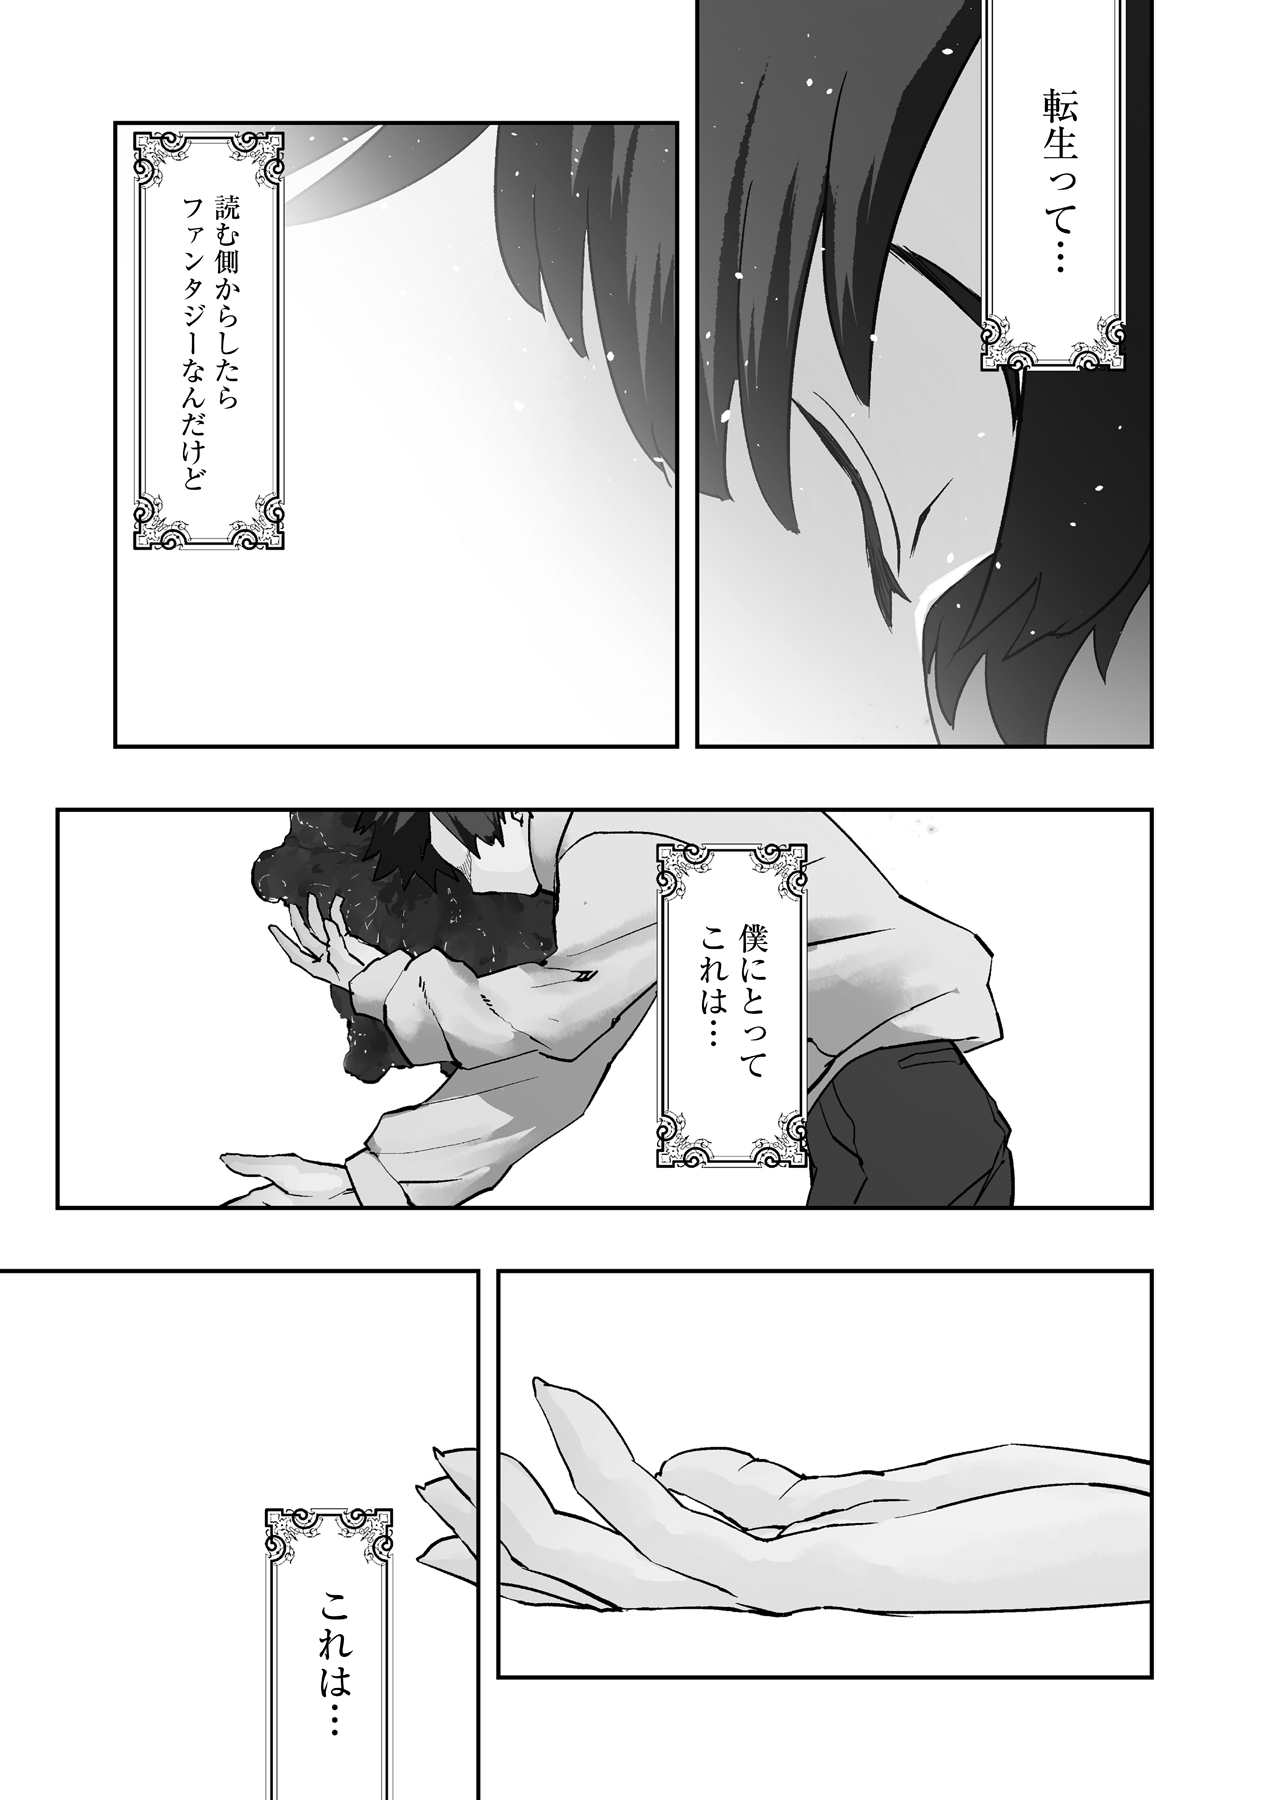 転生って…
読む側からしたら
ファンタジーなんだけど
僕にとって
これは…
これは…